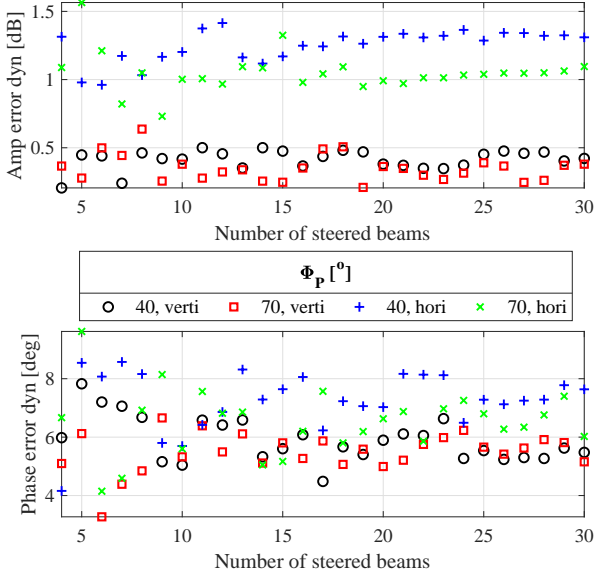 Amp error dyn [dB]
1.5
1
0.5
5 10 15 20 25 30
Number of steered beams
Φ_P [°]
40, verti 70, verti 40, hori 70, hori
Phase error dyn [deg]
8
6
4
5 10 15 20 25 30
Number of steered beams